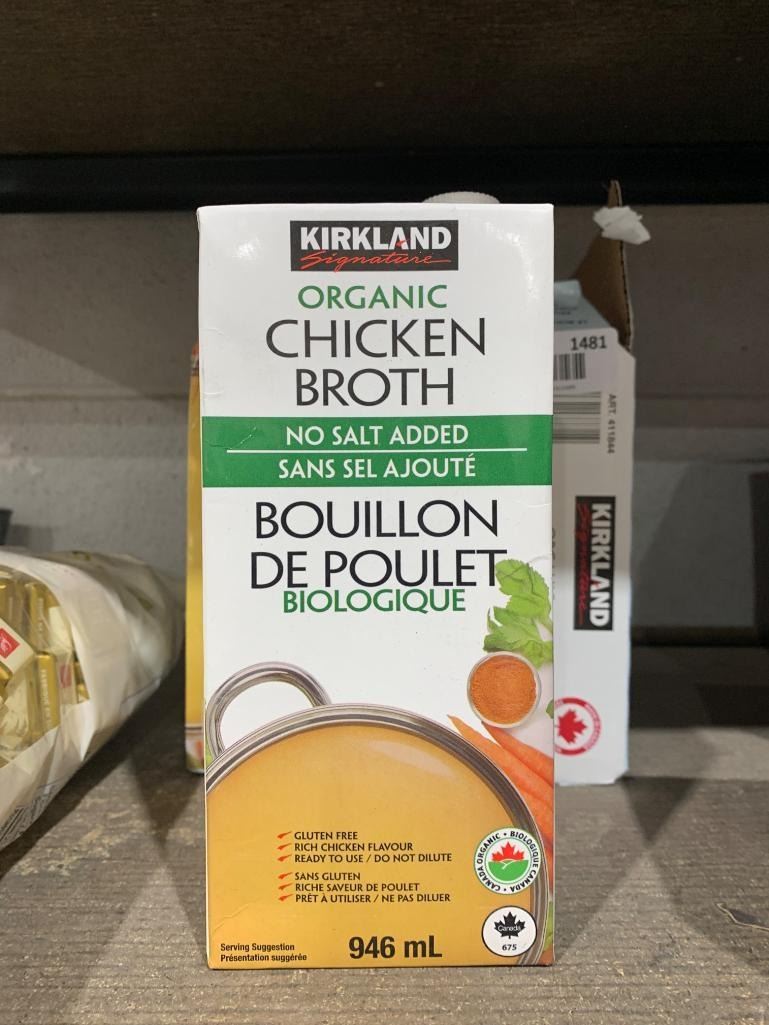 KIRKLAND
Signature
ORGANIC
CHICKEN
BROTH
NO SALT ADDED
SANS SEL AJOUTÉ
BOUILLON
DE POULET
BIOLOGIQUE
GLUTEN FREE
RICH CHICKEN FLAVOUR
READY TO USE / DO NOT DILUTE
SANS GLUTEN
RICHE SAVEUR DE POULET
PRÊT À UTILISER / NE PAS DILUER
CANADA ORGANIC • BIOLOGIQUE CANADA
Canada
675
Serving Suggestion
Présentation suggérée
946 mL
1481
ART. 411844
KIRKLAND
Signature